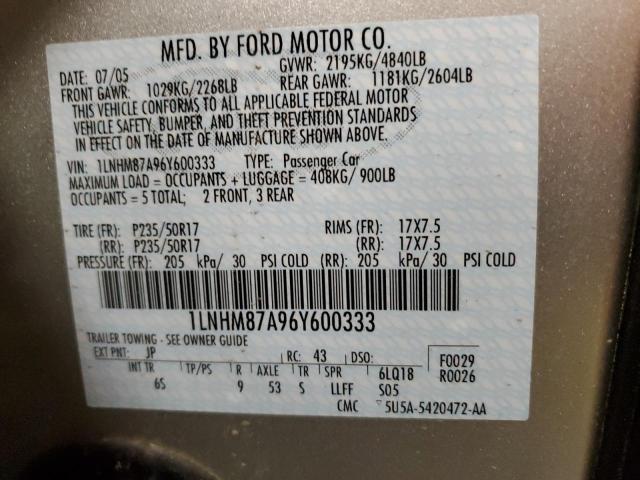 MFD. BY FORD MOTOR CO.
DATE: 07/05 GVWR: 2195KG/4840LB
FRONT GAWR: 1029KG/2268LB REAR GAWR: 1181KG/2604LB
THIS VEHICLE CONFORMS TO ALL APPLICABLE FEDERAL MOTOR
VEHICLE SAFETY, BUMPER, AND THEFT PREVENTION STANDARDS
IN EFFECT ON THE DATE OF MANUFACTURE SHOWN ABOVE.
VIN: 1LNHM87A96Y600333 TYPE: Passenger Car
MAXIMUM LOAD = OCCUPANTS + LUGGAGE = 408KG/ 900LB
OCCUPANTS = 5 TOTAL; 2 FRONT, 3 REAR
TIRE (FR): P235/50R17 RIMS (FR): 17X7.5
(RR): P235/50R17 (RR): 17X7.5
PRESSURE (FR): 205 kPa/ 30 PSI COLD (RR): 205 kPa/ 30 PSI COLD
1LNHM87A96Y600333
TRAILER TOWING - SEE OWNER GUIDE
EXT PNT: JP RC: 43 DSO: F0029
INT TR TP/PS R AXLE TR SPR 6LQ18 R0026
6S 9 53 S LLFF S05
CMC 5U5A-5420472-AA